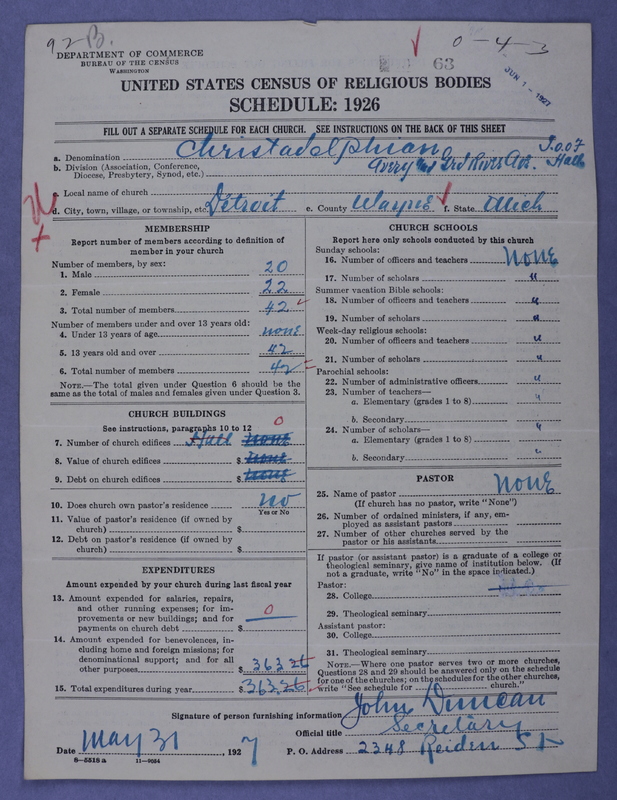 92B.
0-4-3
63
JUN 1 - 1927
DEPARTMENT OF COMMERCE
BUREAU OF THE CENSUS
WASHINGTON
UNITED STATES CENSUS OF RELIGIOUS BODIES
SCHEDULE: 1926
FILL OUT A SEPARATE SCHEDULE FOR EACH CHURCH. SEE INSTRUCTIONS ON THE BACK OF THIS SHEET
a. Denomination Christadelphian
b. Division (Association, Conference, Avery and Grd River Av. I.O.O.F Hall
Diocese, Presbytery, Synod, etc.)
c. Local name of church
d. City, town, village, or township, etc. Detroit e. County Wayne f. State Mich
MEMBERSHIP
Report number of members according to definition of
member in your church
Number of members, by sex:
1. Male 20
2. Female 22
3. Total number of members 42
Number of members under and over 13 years old:
4. Under 13 years of age none
5. 13 years old and over 42
6. Total number of members 42
NOTE.—The total given under Question 6 should be the
same as the total of males and females given under Question 3.
CHURCH BUILDINGS
See instructions, paragraphs 10 to 12
0
7. Number of church edifices Hall none
8. Value of church edifices $ none
9. Debt on church edifices $ none
10. Does church own pastor's residence no
Yes or No
11. Value of pastor's residence (if owned by
church) $
12. Debt on pastor's residence (if owned by
church) $
EXPENDITURES
Amount expended by your church during last fiscal year
13. Amount expended for salaries, repairs,
and other running expenses; for im-
provements or new buildings; and for
payments on church debt $ 0
14. Amount expended for benevolences, in-
cluding home and foreign missions; for
denominational support; and for all
other purposes $ 363.26
15. Total expenditures during year $ 363.26
CHURCH SCHOOLS
Report here only schools conducted by this church
Sunday schools:
16. Number of officers and teachers none
17. Number of scholars "
Summer vacation Bible schools:
18. Number of officers and teachers "
19. Number of scholars "
Week-day religious schools:
20. Number of officers and teachers "
21. Number of scholars "
Parochial schools:
22. Number of administrative officers "
23. Number of teachers—
a. Elementary (grades 1 to 8) "
b. Secondary
24. Number of scholars— "
a. Elementary (grades 1 to 8) "
b. Secondary "
PASTOR
25. Name of pastor none
(If church has no pastor, write "None")
26. Number of ordained ministers, if any, em-
ployed as assistant pastors
27. Number of other churches served by the
pastor or his assistants
If pastor (or assistant pastor) is a graduate of a college or
theological seminary, give name of institution below. (If
not a graduate, write "No" in the space indicated.)
Pastor:
28. College
29. Theological seminary
Assistant pastor:
30. College
31. Theological seminary
NOTE.—Where one pastor serves two or more churches,
Questions 28 and 29 should be answered only on the schedule
for one of the churches; on the schedules for the other churches,
write "See schedule for church."
Signature of person furnishing information John Duncan
Official title Secretary
Date May 31, 1927 P. O. Address 2348 Reiden St
8-5518 a 11-9054